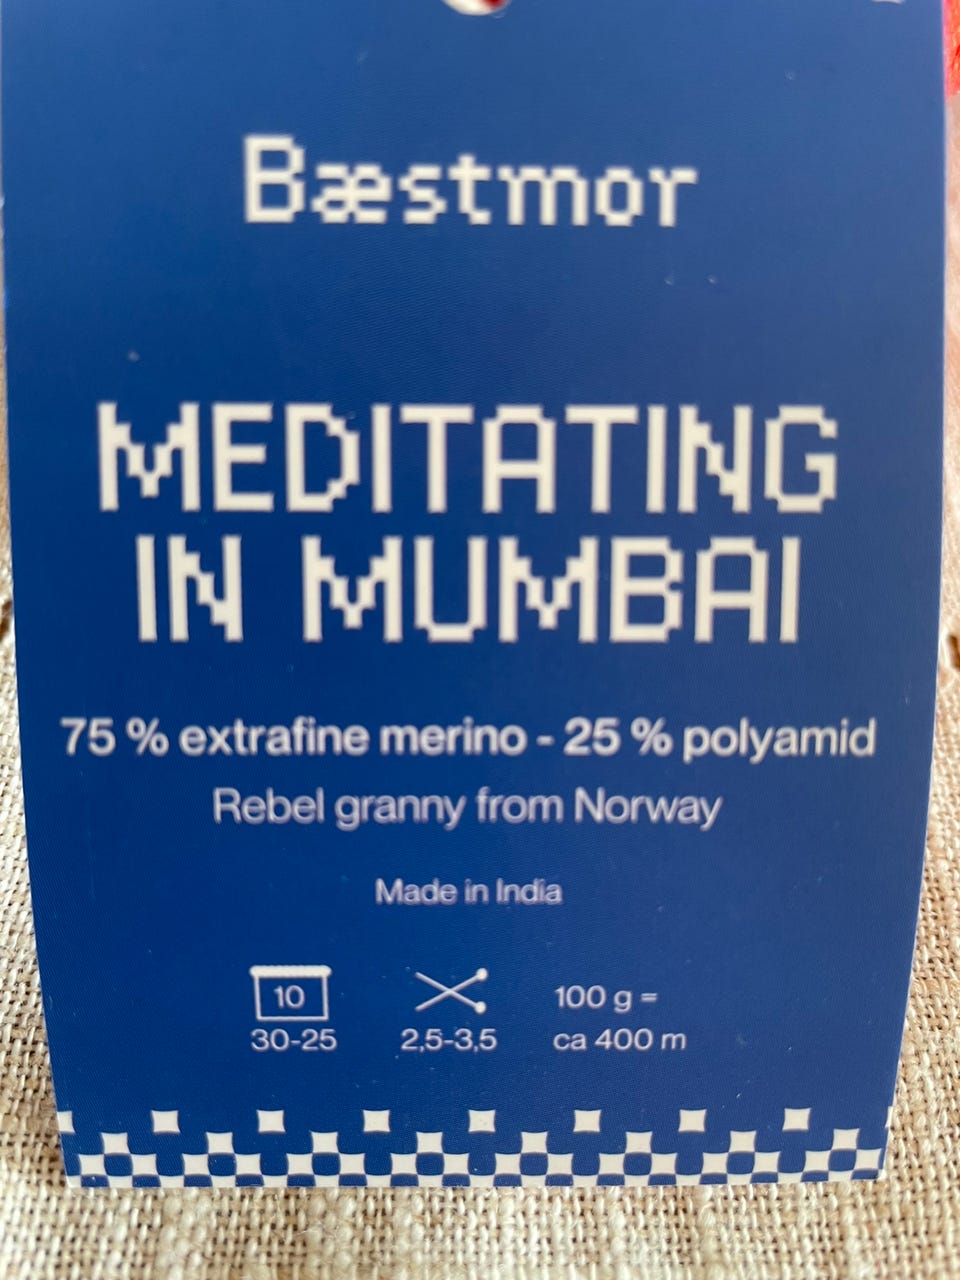 Bæstmor
MEDITATING
IN MUMBAI
75 % extrafine merino - 25 % polyamid
Rebel granny from Norway
Made in India
10
30-25
2,5-3,5
100 g =
ca 400 m